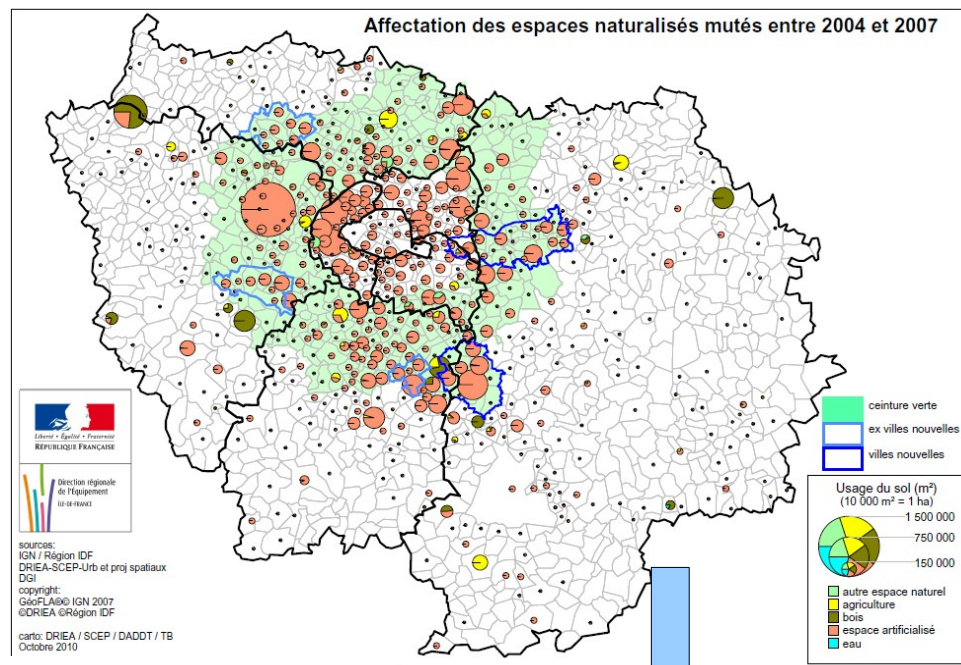 Affectation des espaces naturalisés mutés entre 2004 et 2007
Liberté • Égalité • Fraternité
RÉPUBLIQUE FRANÇAISE
Direction régionale
de l'Équipement
ÎLE-DE-FRANCE
sources:
IGN / Région IDF
DRIEA-SCEP-Urb et proj spatiaux
DGI
copyright:
GéoFLA®© IGN 2007
©DRIEA ©Région IDF
carto: DRIEA / SCEP / DADDT / TB
Octobre 2010
ceinture verte
ex villes nouvelles
villes nouvelles
Usage du sol (m²)
(10 000 m² = 1 ha)
1 500 000
750 000
150 000
autre espace naturel
agriculture
bois
espace artificialisé
eau